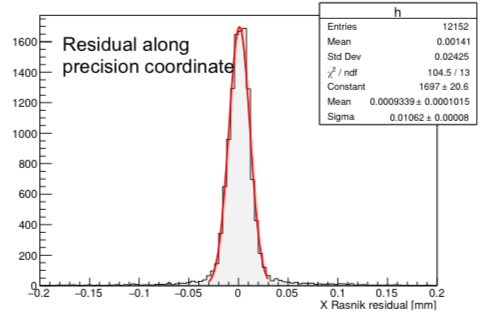 h
Entries 12152
Mean 0.00141
Std Dev 0.02425
χ² / ndf 104.5 / 13
Constant 1697 ± 20.6
Mean 0.0009339 ± 0.0001015
Sigma 0.01062 ± 0.00008
Residual along
precision coordinate
1600
1400
1200
1000
800
600
400
200
0
−0.2 −0.15 −0.1 −0.05 0 0.05 0.1 0.15 0.2
X Rasnik residual [mm]